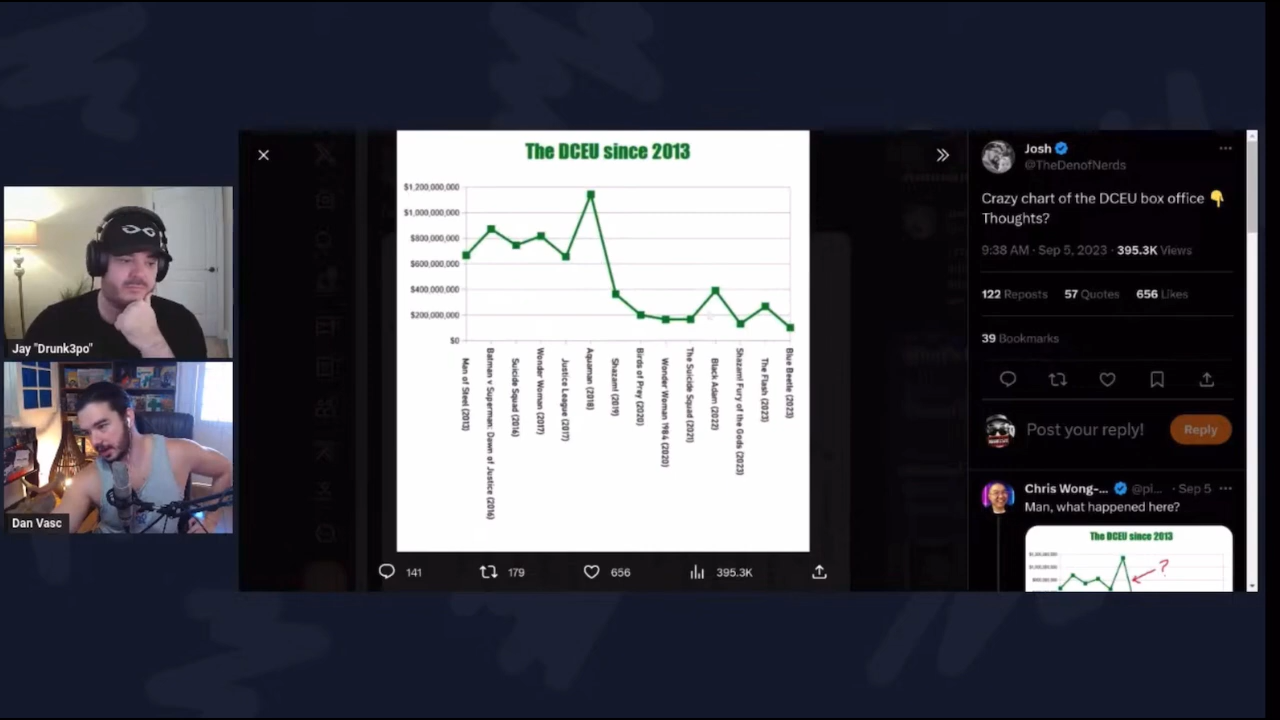 The DCEU since 2013
$1,200,000,000
$1,000,000,000
$800,000,000
$600,000,000
$400,000,000
$200,000,000
$0
Man of Steel (2013)
Batman v Superman: Dawn of Justice (2016)
Suicide Squad (2016)
Wonder Woman (2017)
Justice League (2017)
Aquaman (2018)
Shazam! (2019)
Birds of Prey (2020)
Wonder Woman 1984 (2020)
The Suicide Squad (2021)
Black Adam (2022)
Shazam! Fury of the Gods (2023)
The Flash (2023)
Blue Beetle (2023)
141
179
656
395.3K
Jay "Drunk3po"
Dan Vasc
Josh
@TheDenofNerds
Crazy chart of the DCEU box office
Thoughts?
9:38 AM · Sep 5, 2023 · 395.3K Views
122 Reposts 57 Quotes 656 Likes
39 Bookmarks
Post your reply!
Reply
Chris Wong-... @pi... · Sep 5
Man, what happened here?
The DCEU since 2013
?